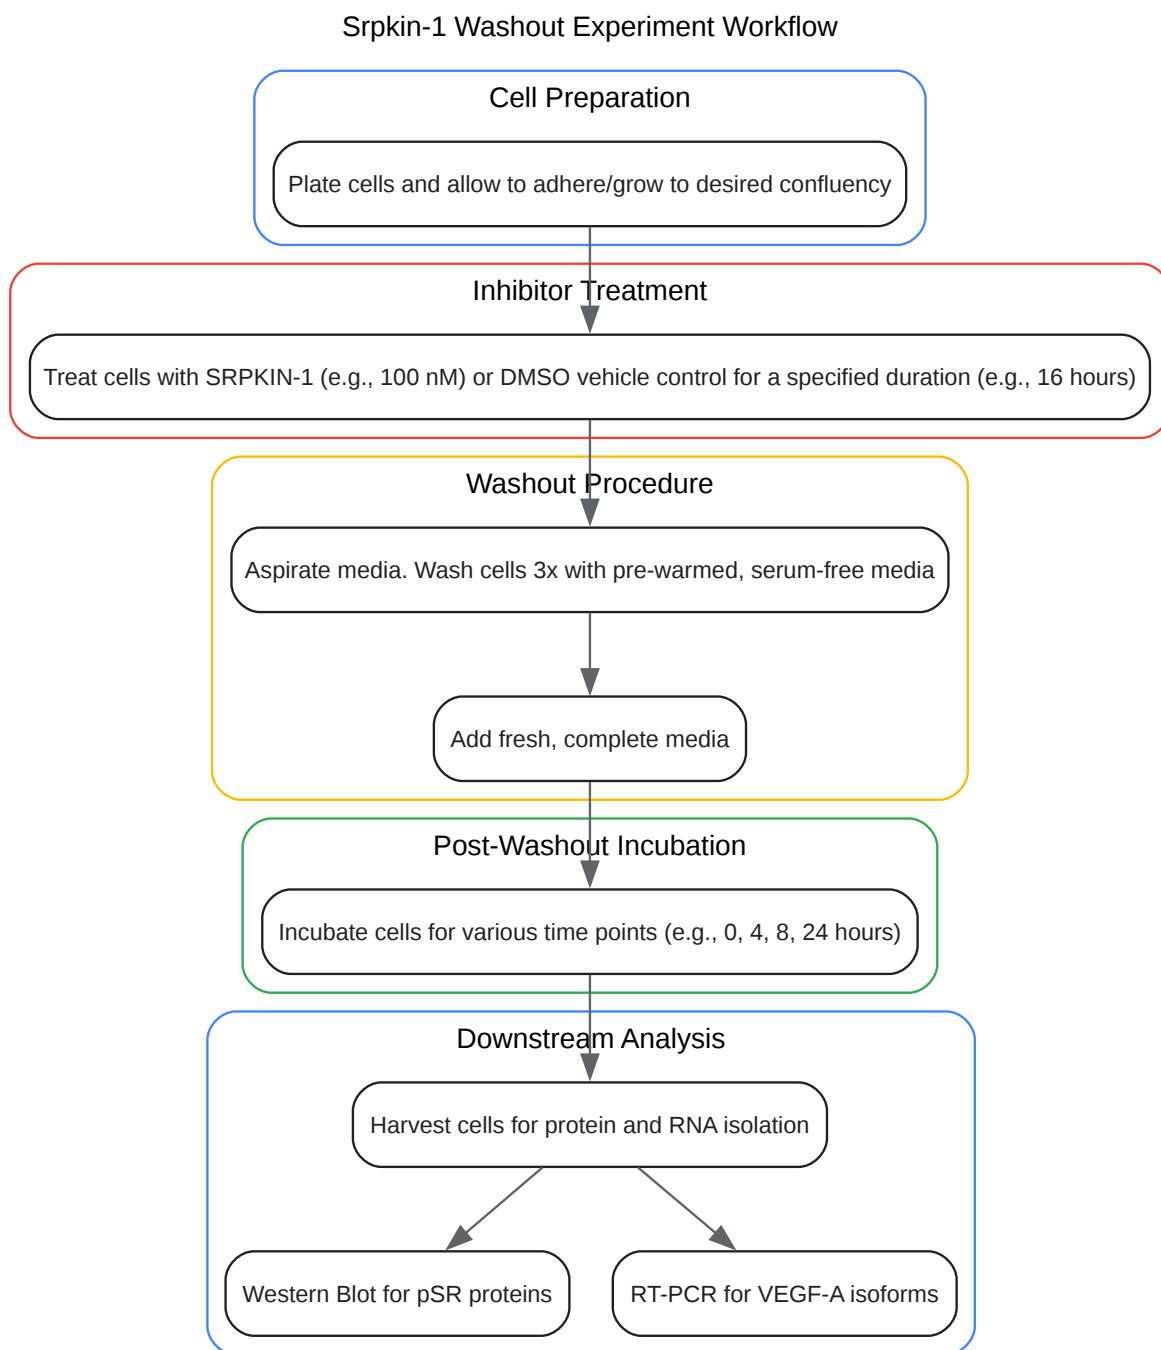 Srpkin-1 Washout Experiment Workflow
Cell Preparation
Plate cells and allow to adhere/grow to desired confluency
Inhibitor Treatment
Treat cells with SRPKIN-1 (e.g., 100 nM) or DMSO vehicle control for a specified duration (e.g., 16 hours)
Washout Procedure
Aspirate media. Wash cells 3x with pre-warmed, serum-free media
Add fresh, complete media
Post-Washout Incubation
Incubate cells for various time points (e.g., 0, 4, 8, 24 hours)
Downstream Analysis
Harvest cells for protein and RNA isolation
Western Blot for pSR proteins
RT-PCR for VEGF-A isoforms